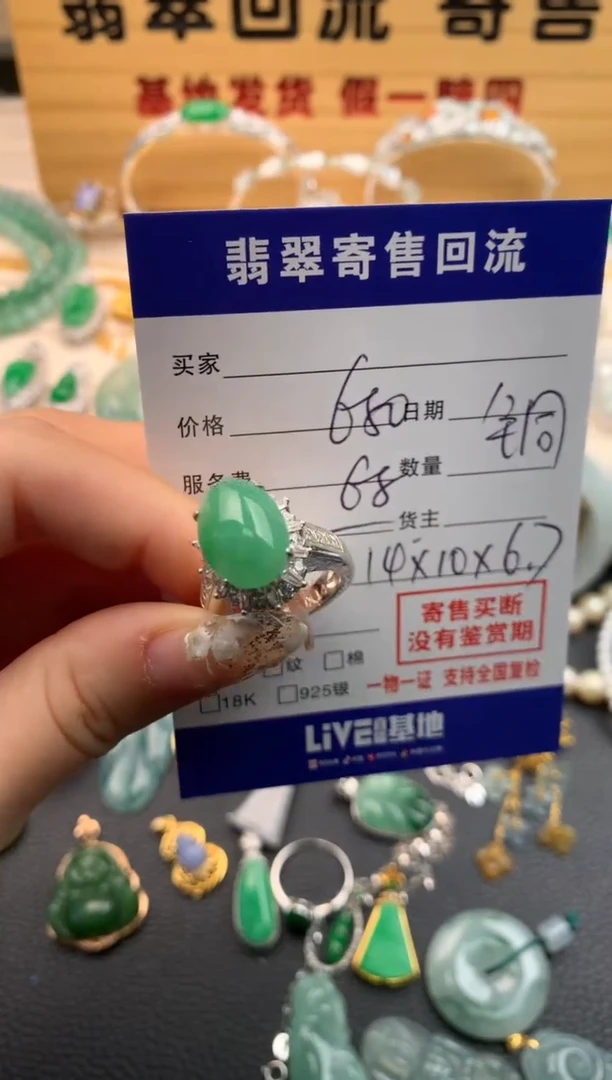 翡翠回流 寄售
基地发货 假一赔四
翡翠寄售回流
买家
价格 680 日期
服务费 68 数量
货主
14×10×6.7
寄售买断
没有鉴赏期
纹 □棉
□18K □925银 一物一证 支持全国复检
LiVE 基地